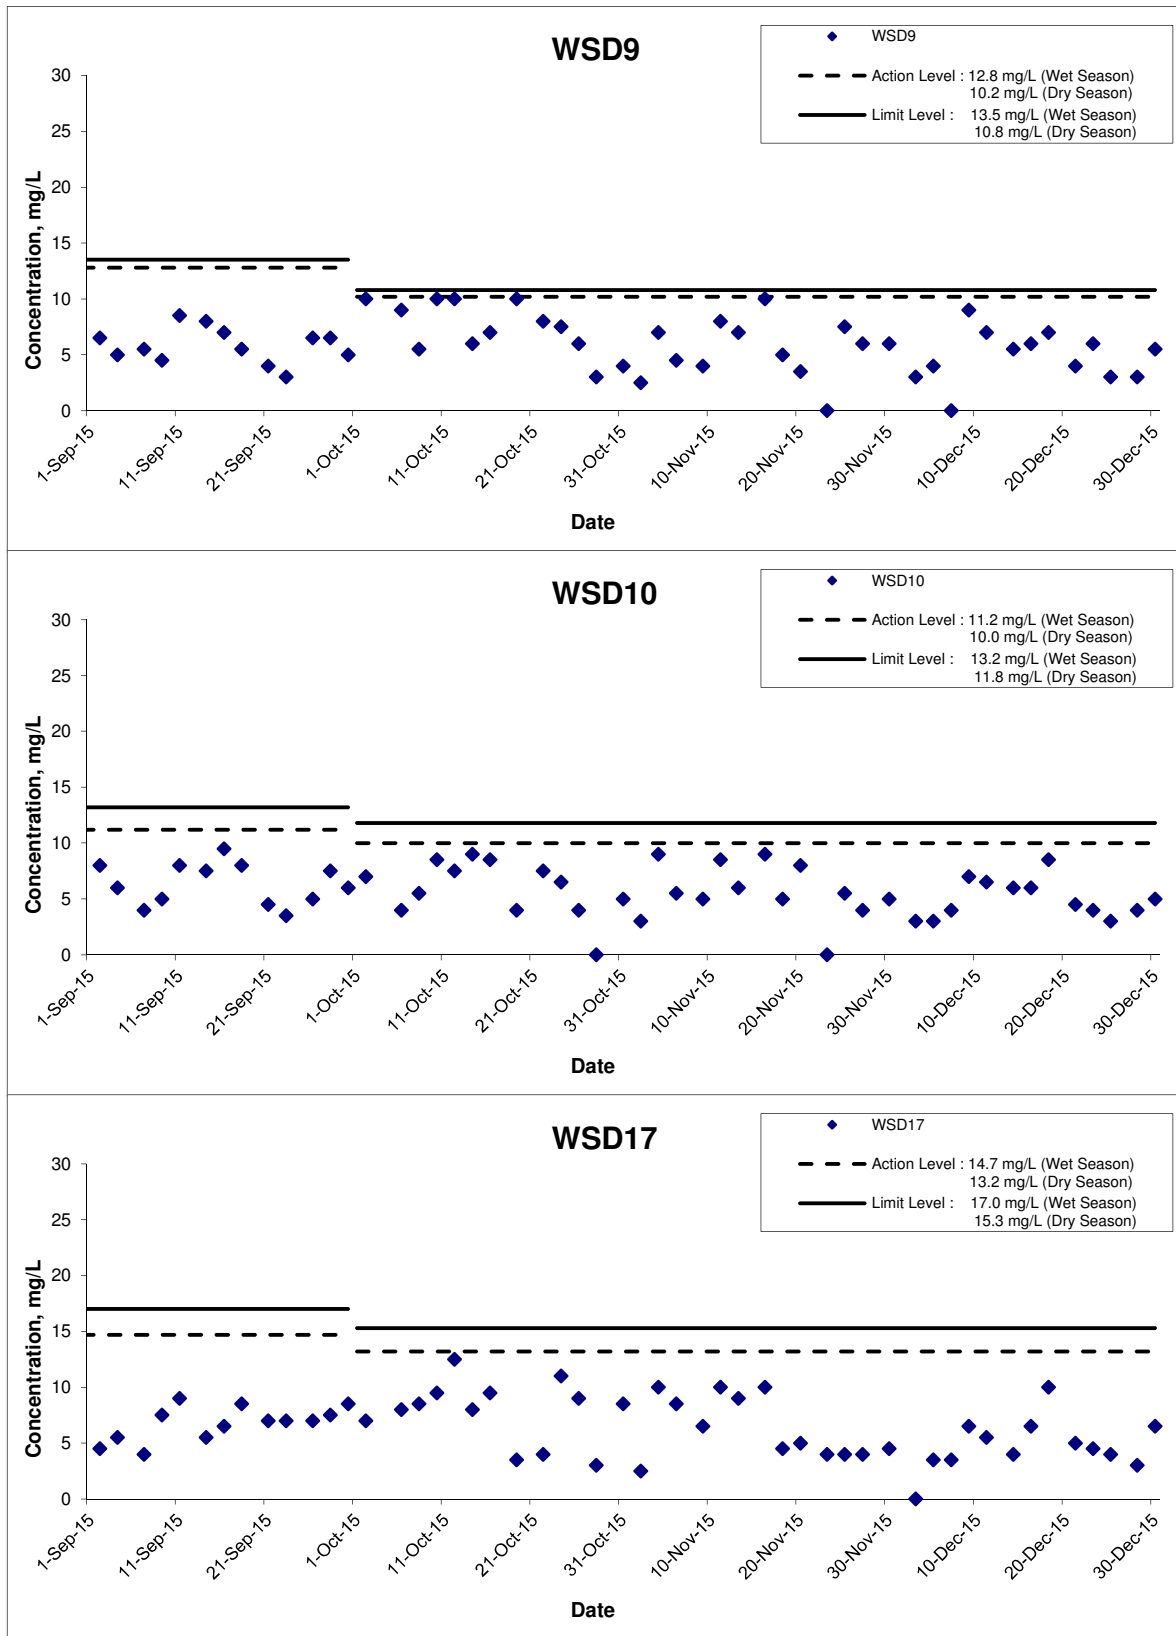 WSD9
WSD9
Action Level : 12.8 mg/L (Wet Season)
10.2 mg/L (Dry Season)
Limit Level : 13.5 mg/L (Wet Season)
10.8 mg/L (Dry Season)
Concentration, mg/L
30
25
20
15
10
5
0
1-Sep-15
11-Sep-15
21-Sep-15
1-Oct-15
11-Oct-15
21-Oct-15
31-Oct-15
10-Nov-15
20-Nov-15
30-Nov-15
10-Dec-15
20-Dec-15
30-Dec-15
Date
WSD10
WSD10
Action Level : 11.2 mg/L (Wet Season)
10.0 mg/L (Dry Season)
Limit Level : 13.2 mg/L (Wet Season)
11.8 mg/L (Dry Season)
Concentration, mg/L
30
25
20
15
10
5
0
1-Sep-15
11-Sep-15
21-Sep-15
1-Oct-15
11-Oct-15
21-Oct-15
31-Oct-15
10-Nov-15
20-Nov-15
30-Nov-15
10-Dec-15
20-Dec-15
30-Dec-15
Date
WSD17
WSD17
Action Level : 14.7 mg/L (Wet Season)
13.2 mg/L (Dry Season)
Limit Level : 17.0 mg/L (Wet Season)
15.3 mg/L (Dry Season)
Concentration, mg/L
30
25
20
15
10
5
0
1-Sep-15
11-Sep-15
21-Sep-15
1-Oct-15
11-Oct-15
21-Oct-15
31-Oct-15
10-Nov-15
20-Nov-15
30-Nov-15
10-Dec-15
20-Dec-15
30-Dec-15
Date